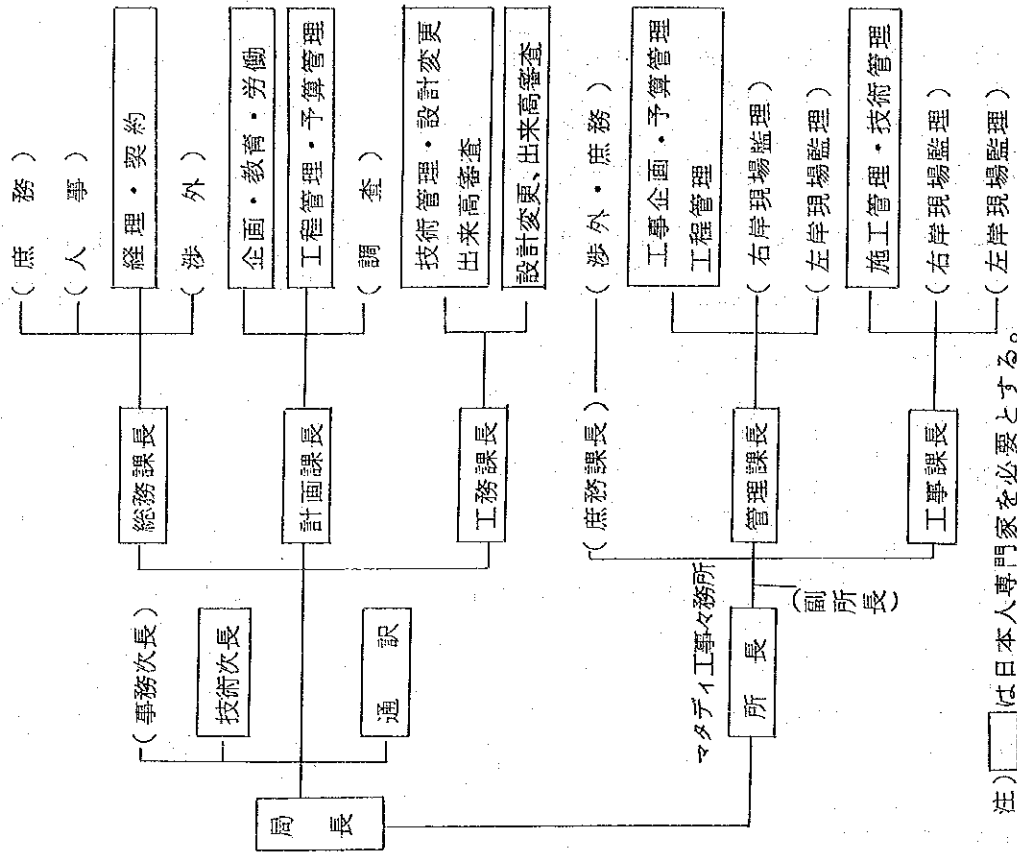 局長
(事務次長)
技術次長
通訳
総務課長
(庶務)
(人事)
経理・契約
(渉外)
計画課長
企画・教育・労働
工程管理・予算管理
(調査)
工務課長
技術管理・設計変更
出来高審査
設計変更、出来高審査
マタディ工事々務所
所長
(副所長)
(庶務課長)
(渉外・庶務)
管理課長
工事企画・予算管理
工程管理
(右岸現場監理)
(左岸現場監理)
工事課長
施工管理・技術管理
(右岸現場監理)
(左岸現場監理)
注) □は日本人専門家を必要とする。